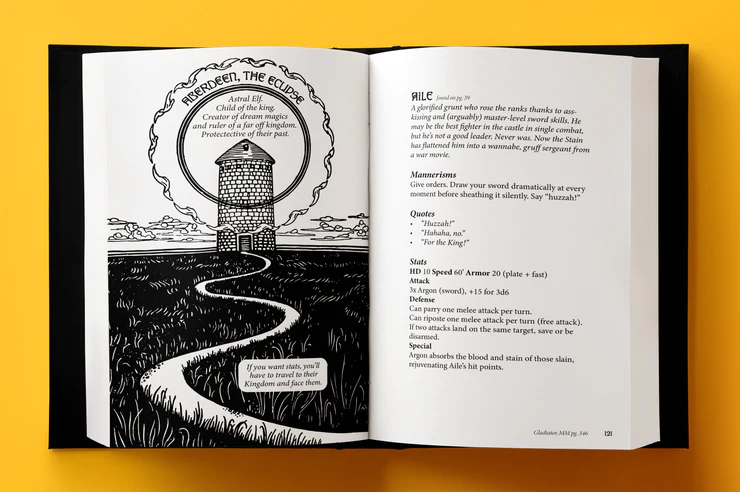 ABERDEEN, THE ECLIPSE
Astral Elf.
Child of the king.
Creator of dream magics
and ruler of a far off kingdom.
Protectective of their past.
If you want stats, you'll
have to travel to their
Kingdom and face them.
AILE found on pg. 39
A glorified grunt who rose the ranks thanks to ass-
kissing and (arguably) master-level sword skills. He
may be the best fighter in the castle in single combat,
but he's not a good leader. Never was. Now the Stain
has flattened him into a wannabe, gruff sergeant from
a war movie.
Mannerisms
Give orders. Draw your sword dramatically at every
moment before sheathing it silently. Say "huzzah!"
Quotes
• "Huzzah!"
• "Hahaha, no."
• "For the King!"
Stats
HD 10 Speed 60' Armor 20 (plate + fast)
Attack
3x Argon (sword), +15 for 3d6
Defense
Can parry one melee attack per turn.
Can riposte one melee attack per turn (free attack).
If two attacks land on the same target, save or be
disarmed.
Special
Argon absorbs the blood and stain of those slain,
rejuvenating Aile's hit points.
Gladiator. MM pg. 346 121